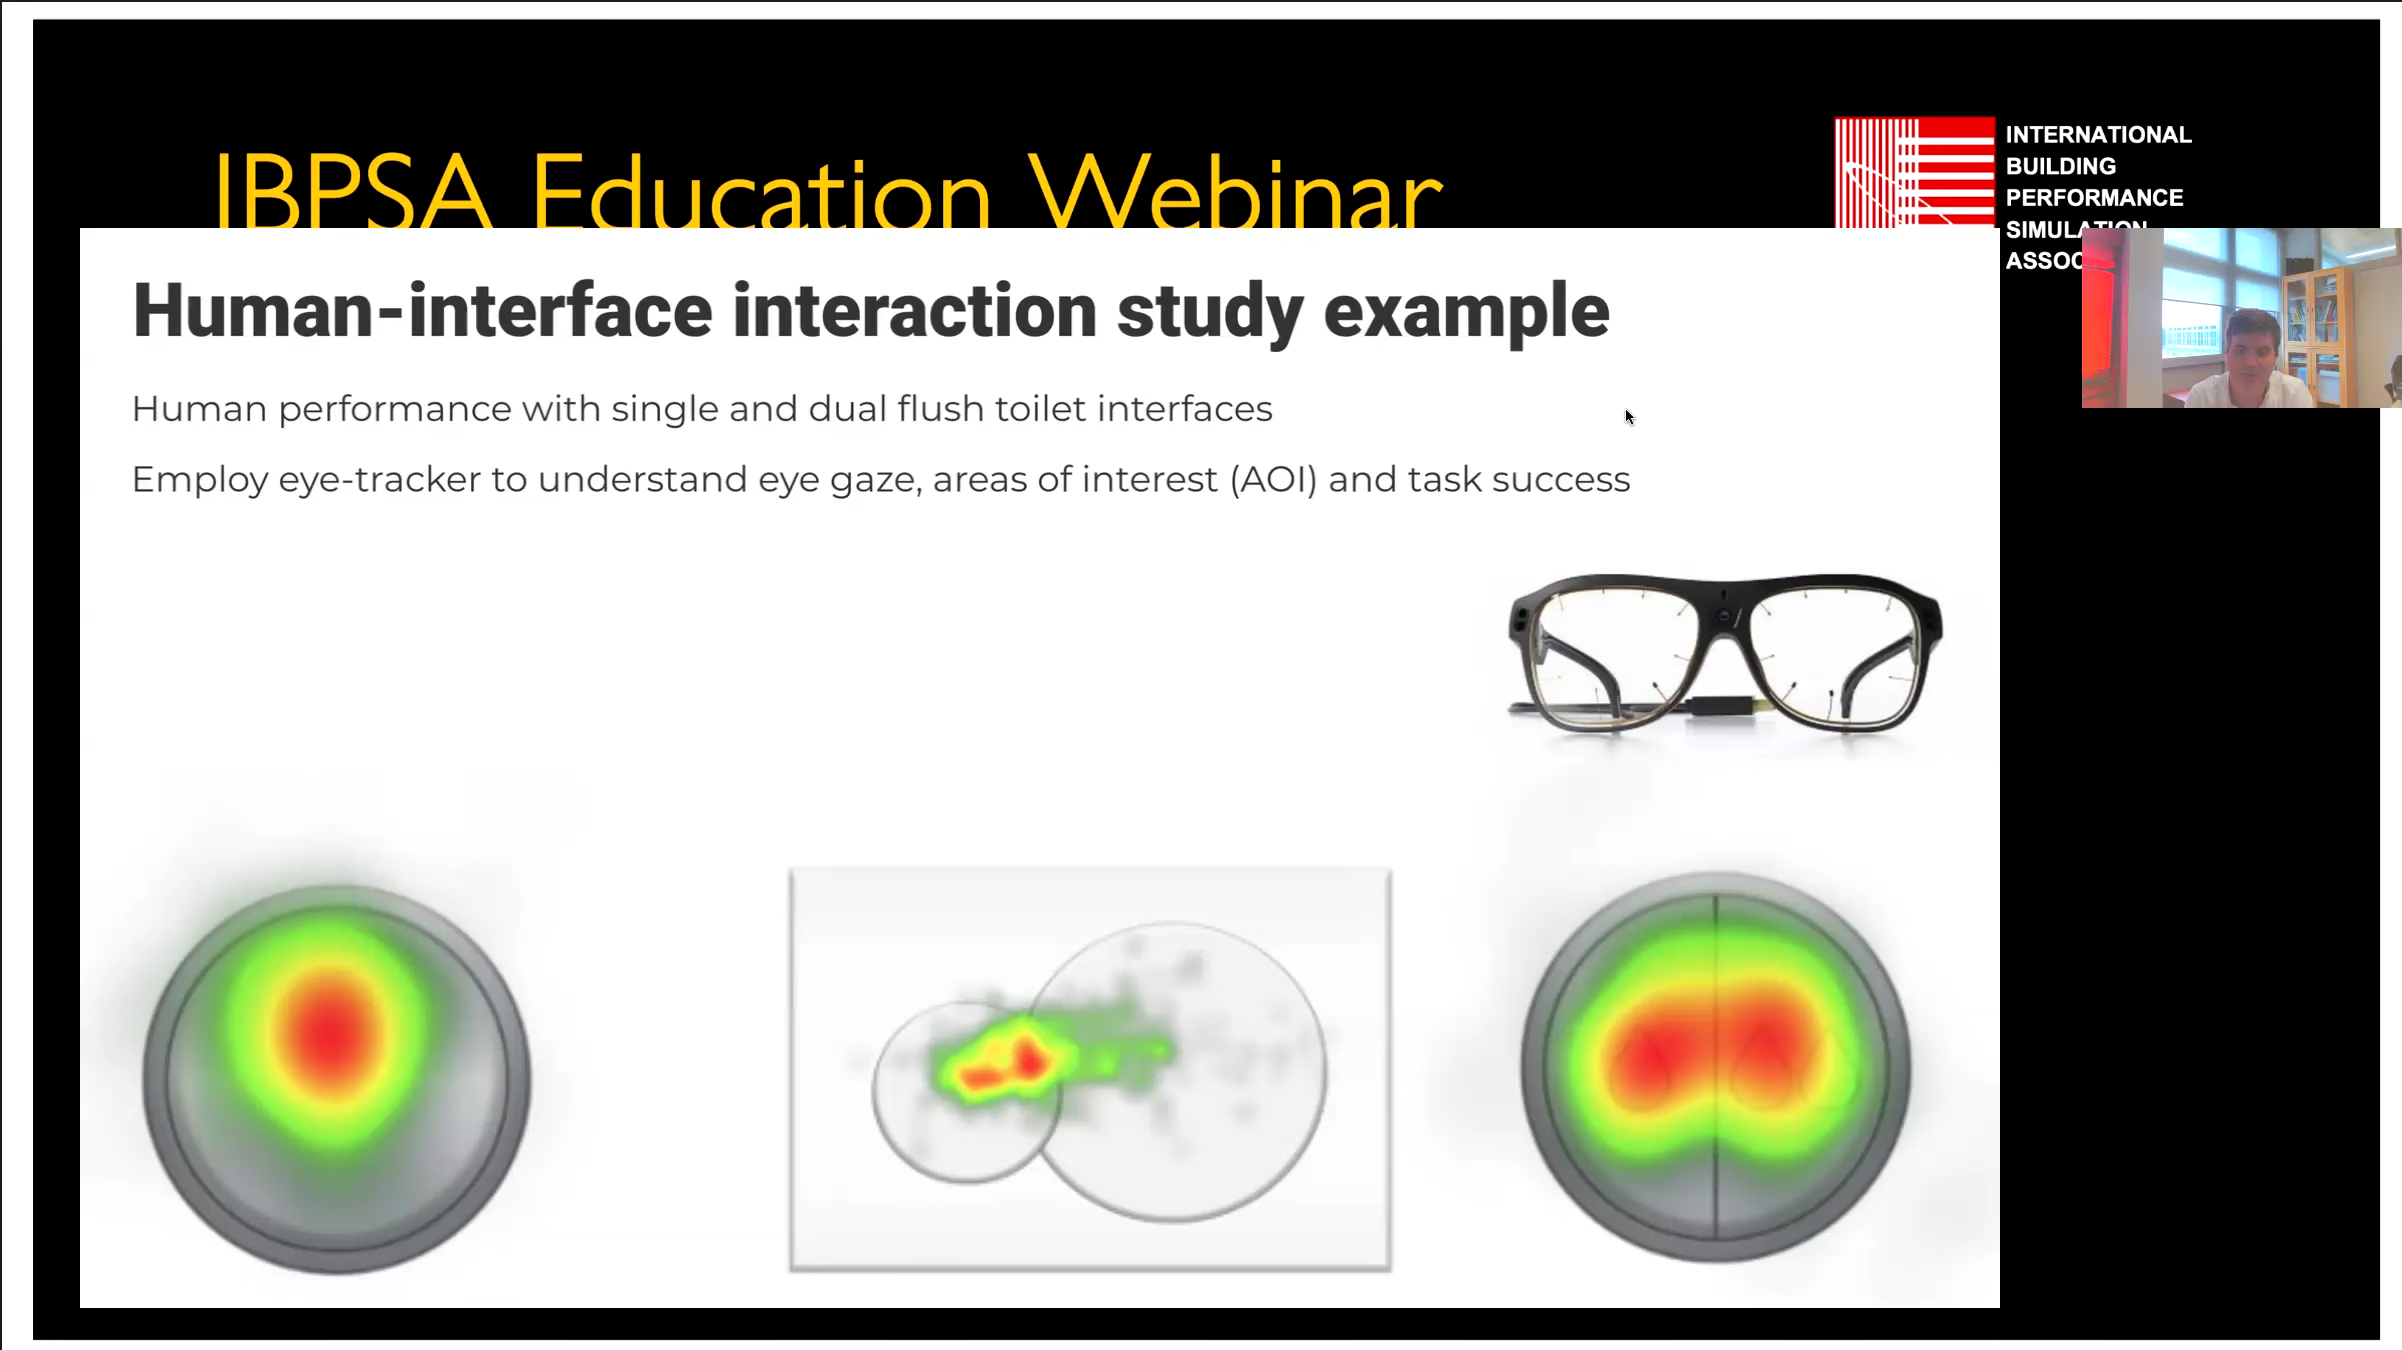 IBPSA Education Webinar
INTERNATIONAL
BUILDING
PERFORMANCE
SIMULATION
Human-interface interaction study example
Human performance with single and dual flush toilet interfaces
Employ eye-tracker to understand eye gaze, areas of interest (AOI) and task success